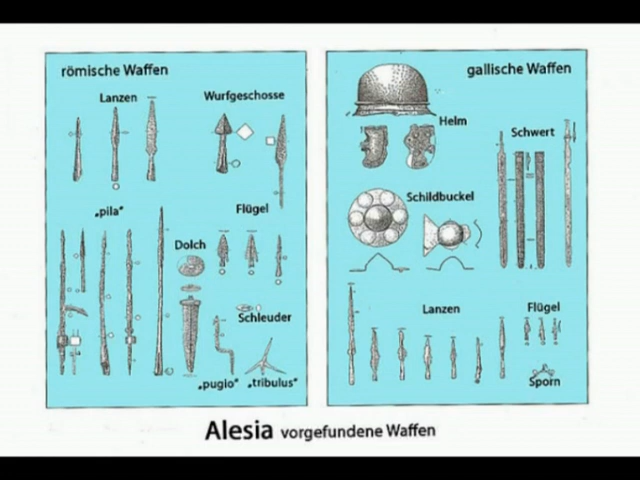 römische Waffen
Lanzen
Wurfgeschosse
„pila“
Flügel
Dolch
Schleuder
„pugio“
„tribulus“
gallische Waffen
Helm
Schwert
Schildbuckel
Lanzen
Flügel
Sporn
Alesia vorgefundene Waffen